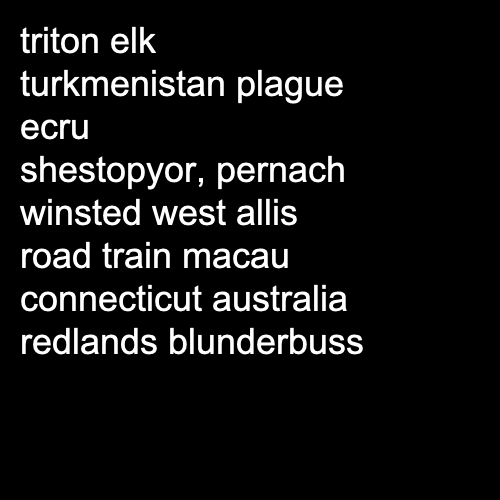 triton elk
turkmenistan plague
ecru
shestopyor, pernach
winsted west allis
road train macau
connecticut australia
redlands blunderbuss